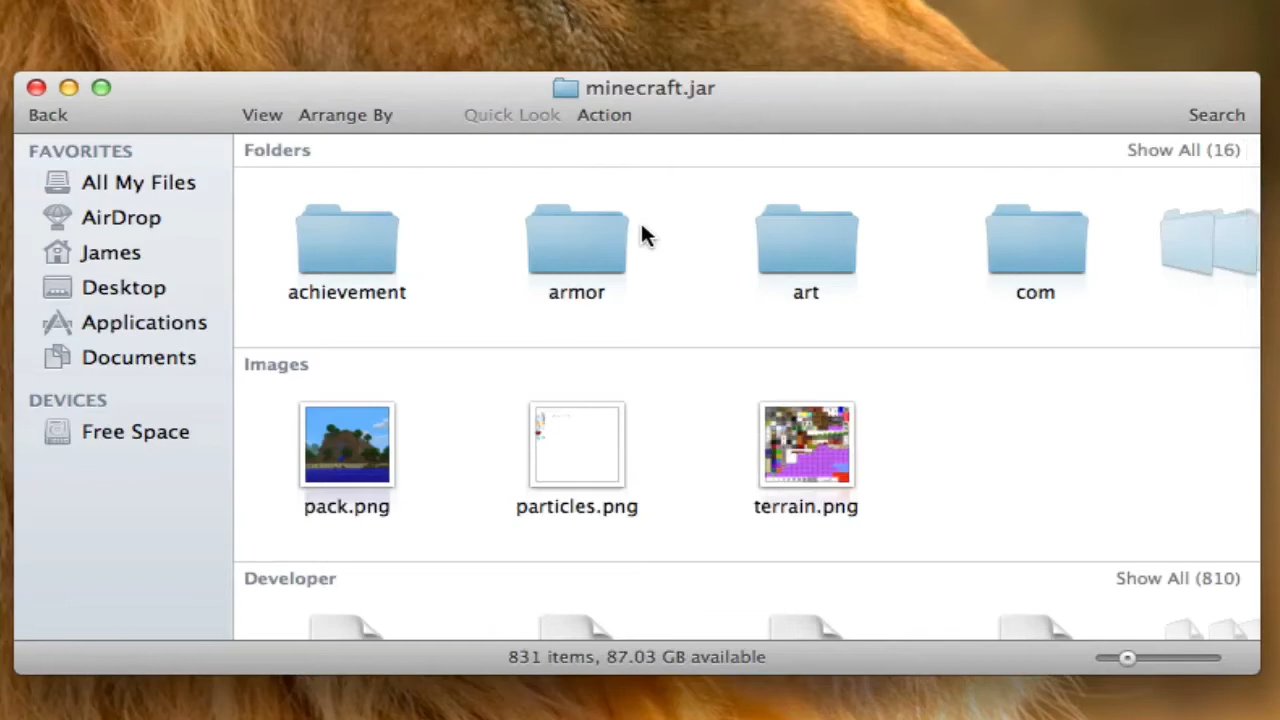 minecraft.jar
Back View Arrange By Quick Look Action Search
FAVORITES
All My Files
AirDrop
James
Desktop
Applications
Documents
DEVICES
Free Space
Folders Show All (16)
achievement armor art com
Images
pack.png particles.png terrain.png
Developer Show All (810)
831 items, 87.03 GB available